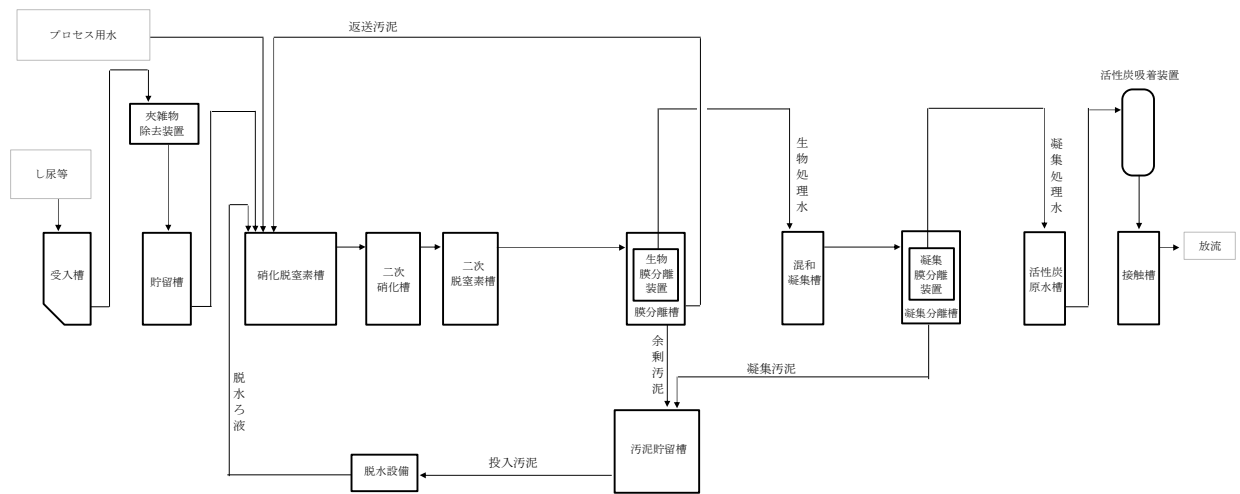 プロセス用水
返送汚泥
活性炭吸着装置
夾雑物
除去装置
し尿等
生物処理水
凝集処理水
受入槽
貯留槽
硝化脱窒素槽
二次
硝化槽
二次
脱窒素槽
生物
膜分離
装置
膜分離槽
混和
凝集槽
凝集
膜分離
装置
凝集分離槽
活性炭
原水槽
接触槽
放流
余剰汚泥
凝集汚泥
脱水ろ液
汚泥貯留槽
投入汚泥
脱水設備